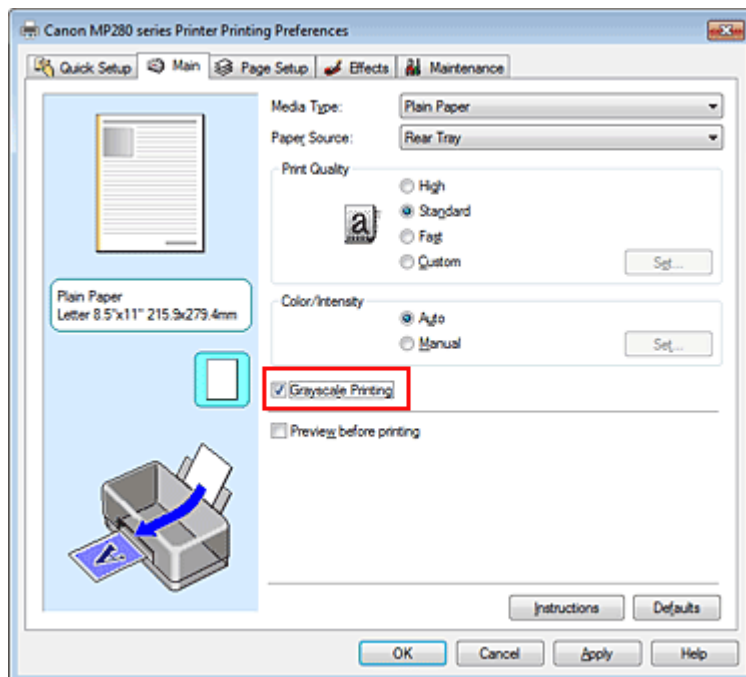 Canon MP280 series Printer Printing Preferences
Quick Setup Main Page Setup Effects Maintenance
Media Type: Plain Paper
Paper Source: Rear Tray
Print Quality
High
a Standard
Fast
Custom Set...
Plain Paper
Letter 8.5"x11" 215.9x279.4mm
Color/Intensity
Auto
Manual Set...
Grayscale Printing
Preview before printing
A
Instructions Defaults
OK Cancel Apply Help